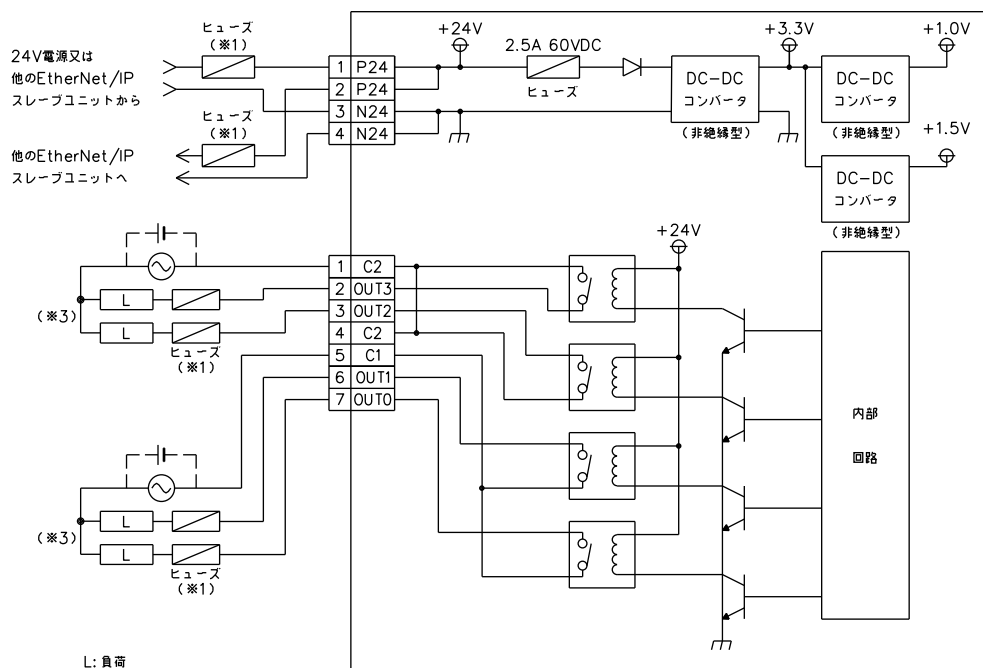 ヒューズ
(※1)
24V電源又は
他のEtherNet/IP
スレーブユニットから
ヒューズ
(※1)
他のEtherNet/IP
スレーブユニットへ
1 P24
2 P24
3 N24
4 N24
+24V
2.5A 60VDC
ヒューズ
DC-DC
コンバータ
(非絶縁型)
+3.3V
DC-DC
コンバータ
(非絶縁型)
+1.0V
DC-DC
コンバータ
(非絶縁型)
+1.5V
(※3)
L
L
ヒューズ
(※1)
1 C2
2 OUT3
3 OUT2
4 C2
5 C1
6 OUT1
7 OUT0
+24V
内部
回路
(※3)
L
L
ヒューズ
(※1)
L:負荷